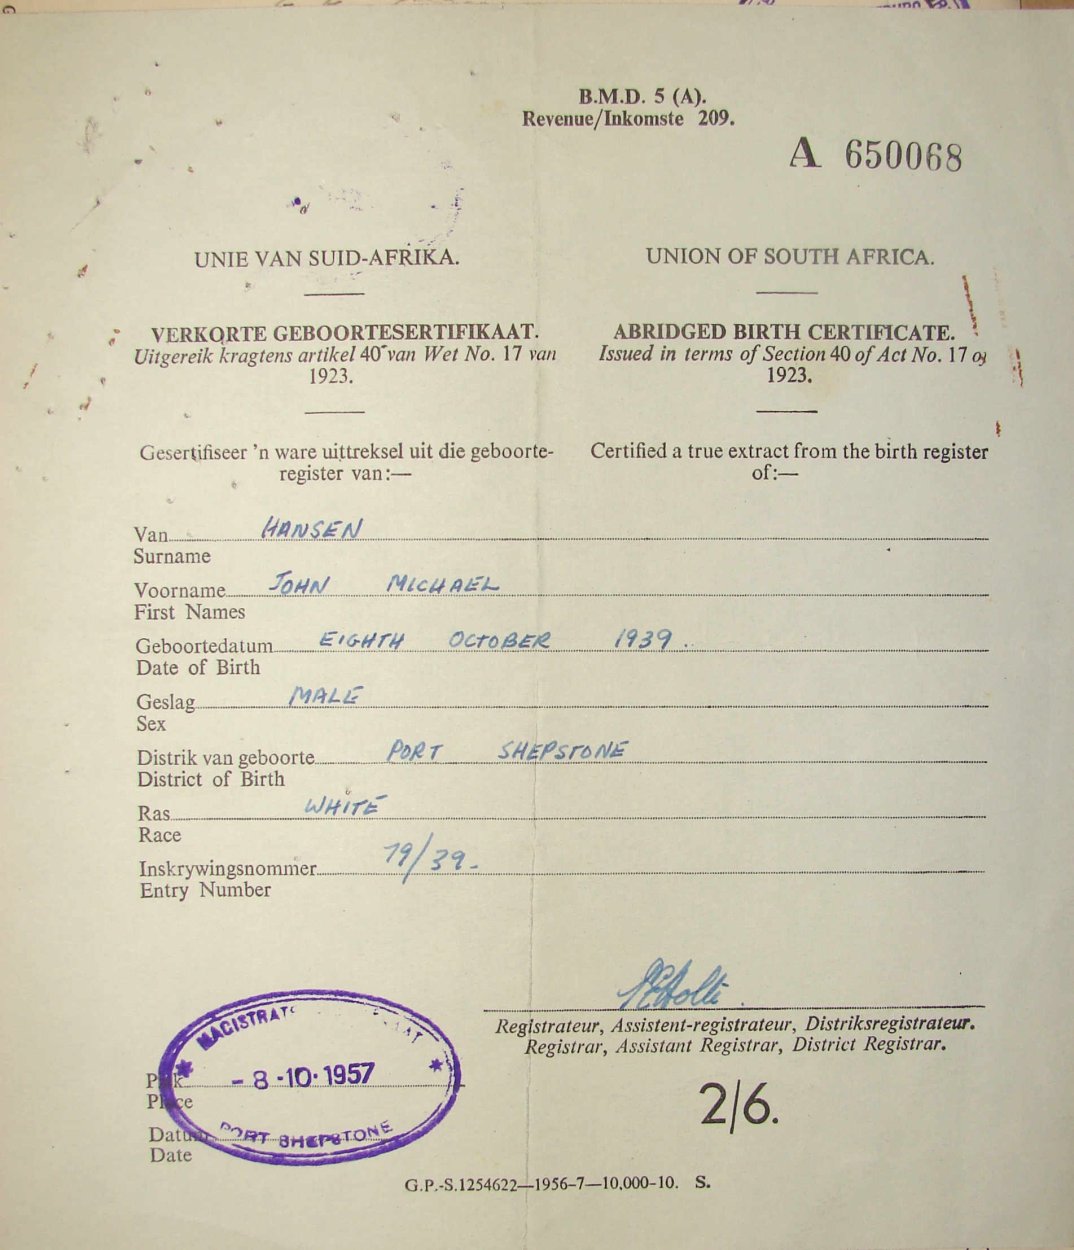 B.M.D. 5 (A).
Revenue/Inkomste 209.
A 650068
UNIE VAN SUID-AFRIKA.
VERKORTE GEBOORTESERTIFIKAAT.
Uitgereik kragtens artikel 40 van Wet No. 17 van
1923.
Gesertifiseer 'n ware uittreksel uit die geboorte-
register van:—
UNION OF SOUTH AFRICA.
ABRIDGED BIRTH CERTIFICATE.
Issued in terms of Section 40 of Act No. 17 of
1923.
Certified a true extract from the birth register
of:—
Van HANSEN
Surname
Voorname JOHN MICHAEL
First Names
Geboortedatum EIGHTH OCTOBER 1939.
Date of Birth
Geslag MALE
Sex
Distrik van geboorte PORT SHEPSTONE
District of Birth
Ras WHITE
Race
Inskrywingsnommer 79/39-
Entry Number
Registrateur, Assistent-registrateur, Distriksregistrateur.
Registrar, Assistant Registrar, District Registrar.
MAGISTRAT
Plek - 8 -10- 1957
Place
PORT SHEPSTONE
Datum
Date
2/6.
G.P.-S.1254622—1956-7—10,000-10. S.